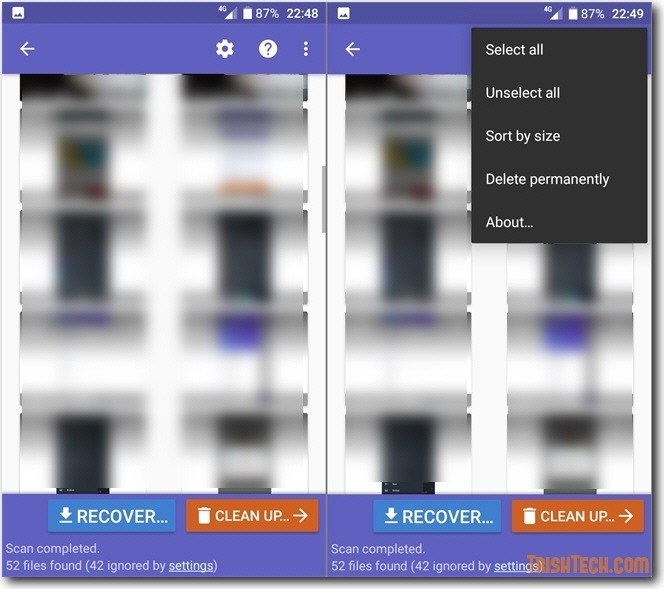 4G 87% 22:48
RECOVER...
CLEAN UP...
Scan completed.
52 files found (42 ignored by settings)
4G 87% 22:49
Select all
Unselect all
Sort by size
Delete permanently
About...
RECOVER...
CLEAN UP...
Scan completed.
52 files found (42 ignored by settings)
TrishTech.com